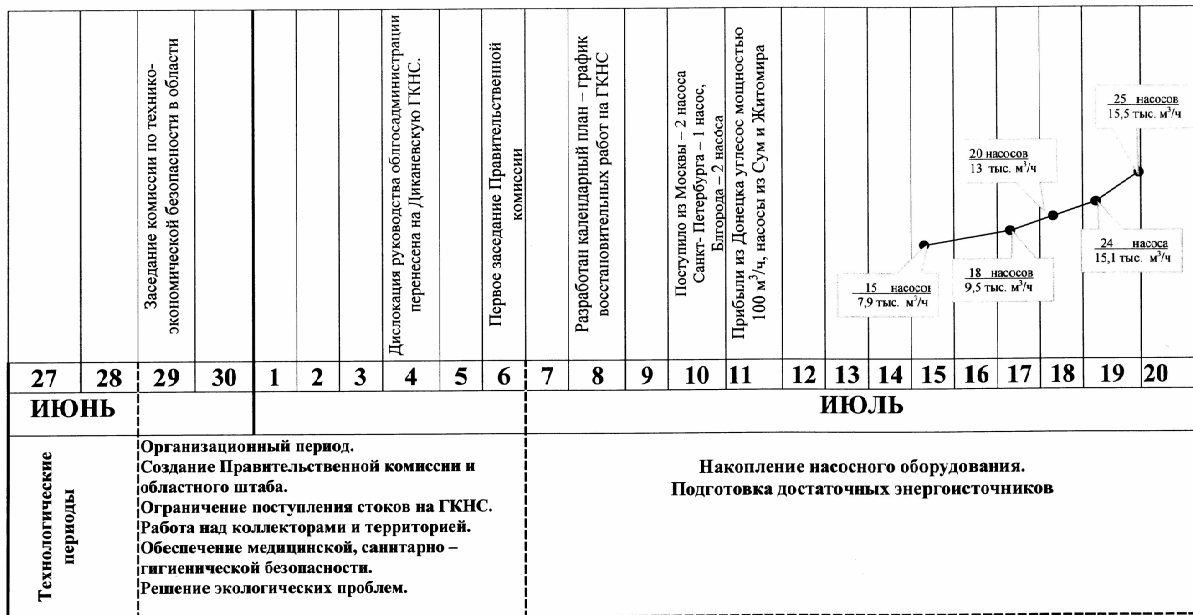 Заседание комиссии по технико-
экономической безопасности в области
Дислокация руководства облгосадминистрации
перенесена на Диканевскую ГКНС.
Первое заседание Правительственной
комиссии
Разработан календарный план – график
восстановительных работ на ГКНС
Поступило из Москвы – 2 насоса
Санкт- Петербурга – 1 насос,
Блгорода – 2 насоса
Прибыли из Донецка углесос мощностью
100 м³/ч, насосы из Сум и Житомира
15 насосов
7,9 тыс. м³/ч
18 насосов
9,5 тыс. м³/ч
20 насосов
13 тыс. м³/ч
24 насоса
15,1 тыс. м³/ч
25 насосов
15,5 тыс. м³/ч
27 28 29 30 1 2 3 4 5 6 7 8 9 10 11 12 13 14 15 16 17 18 19 20
ИЮНЬ
ИЮЛЬ
Технологические
периоды
Организационный период.
Создание Правительственной комиссии и
областного штаба.
Ограничение поступления стоков на ГКНС.
Работа над коллекторами и территорией.
Обеспечение медицинской, санитарно –
гигиенической безопасности.
Решение экологических проблем.
Накопление насосного оборудования.
Подготовка достаточных энергоисточников